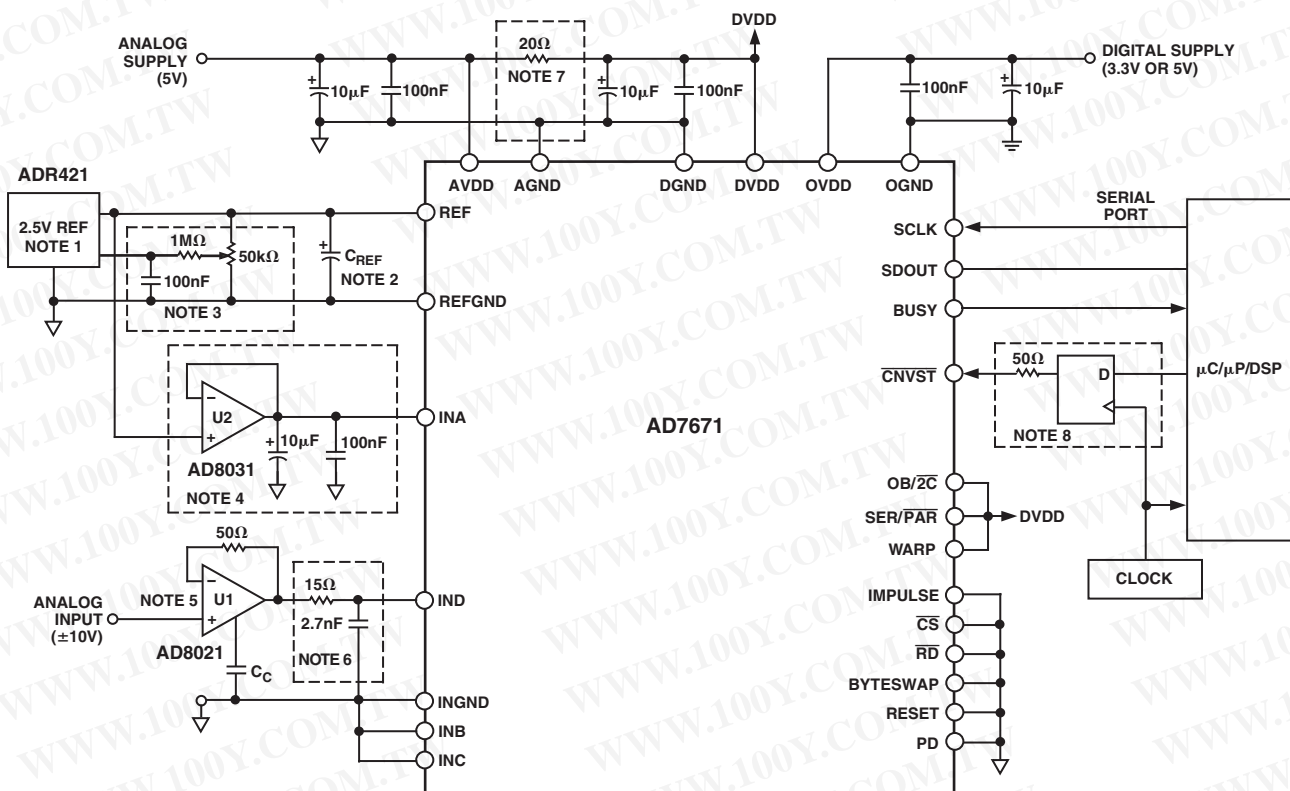 DVDD
ANALOG
SUPPLY
(5V)
20Ω
NOTE 7
+
10μF
100nF
+
10μF
100nF
100nF
+
10μF
DIGITAL SUPPLY
(3.3V OR 5V)
AVDD
AGND
DGND
DVDD
OVDD
OGND
ADR421
2.5V REF
NOTE 1
1MΩ
50kΩ
100nF
NOTE 3
+
CREF
NOTE 2
REF
REFGND
SERIAL
PORT
SCLK
SDOUT
BUSY
CNVST
50Ω
D
NOTE 8
μC/μP/DSP
CLOCK
−
U2
+
AD8031
NOTE 4
+
10μF
100nF
INA
AD7671
OB/2C
SER/PAR
WARP
DVDD
IMPULSE
CS
RD
BYTESWAP
RESET
PD
50Ω
ANALOG
INPUT
(±10V)
NOTE 5
−
U1
+
AD8021
CC
15Ω
2.7nF
NOTE 6
IND
INGND
INB
INC
WWW.100Y.COM.TW